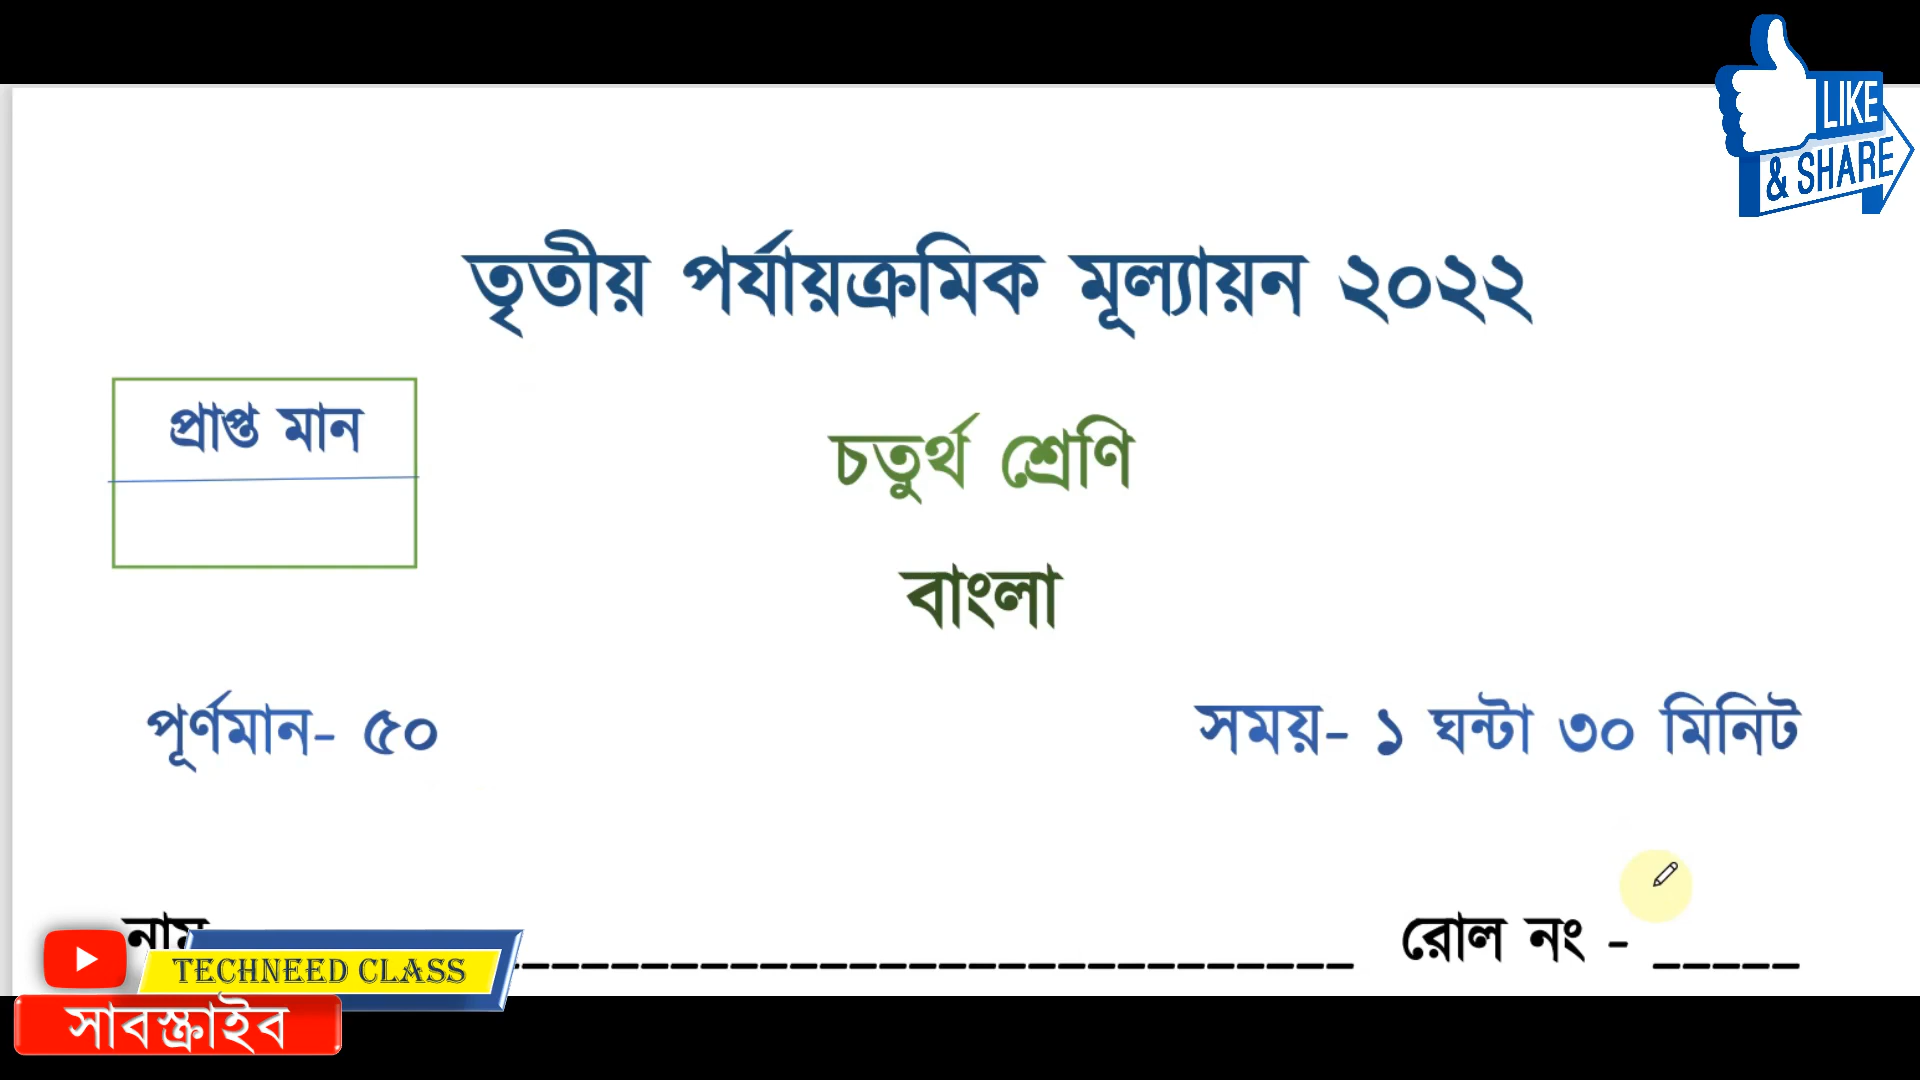 LIKE
& SHARE
তৃতীয় পর্যায়ক্রমিক মূল্যায়ন ২০২২
প্রাপ্ত মান
চতুর্থ শ্রেণি
বাংলা
পূর্ণমান- ৫০
সময়- ১ ঘন্টা ৩০ মিনিট
নাম
রোল নং - _____
TECHNEED CLASS
সাবস্ক্রাইব